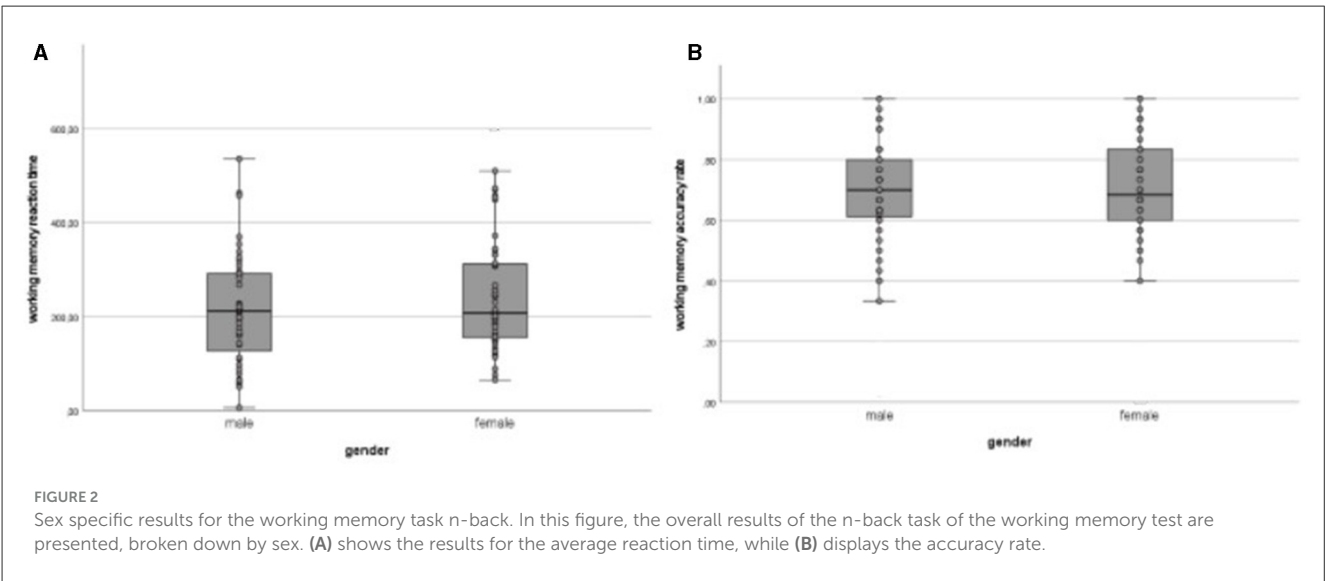 A
B
600,00
400,00
200,00
,00
working memory reaction time
male
female
gender
1,00
,80
,60
,40
,20
,00
working memory accuracy rate
male
female
gender
FIGURE 2
Sex specific results for the working memory task n-back. In this figure, the overall results of the n-back task of the working memory test are
presented, broken down by sex. (A) shows the results for the average reaction time, while (B) displays the accuracy rate.